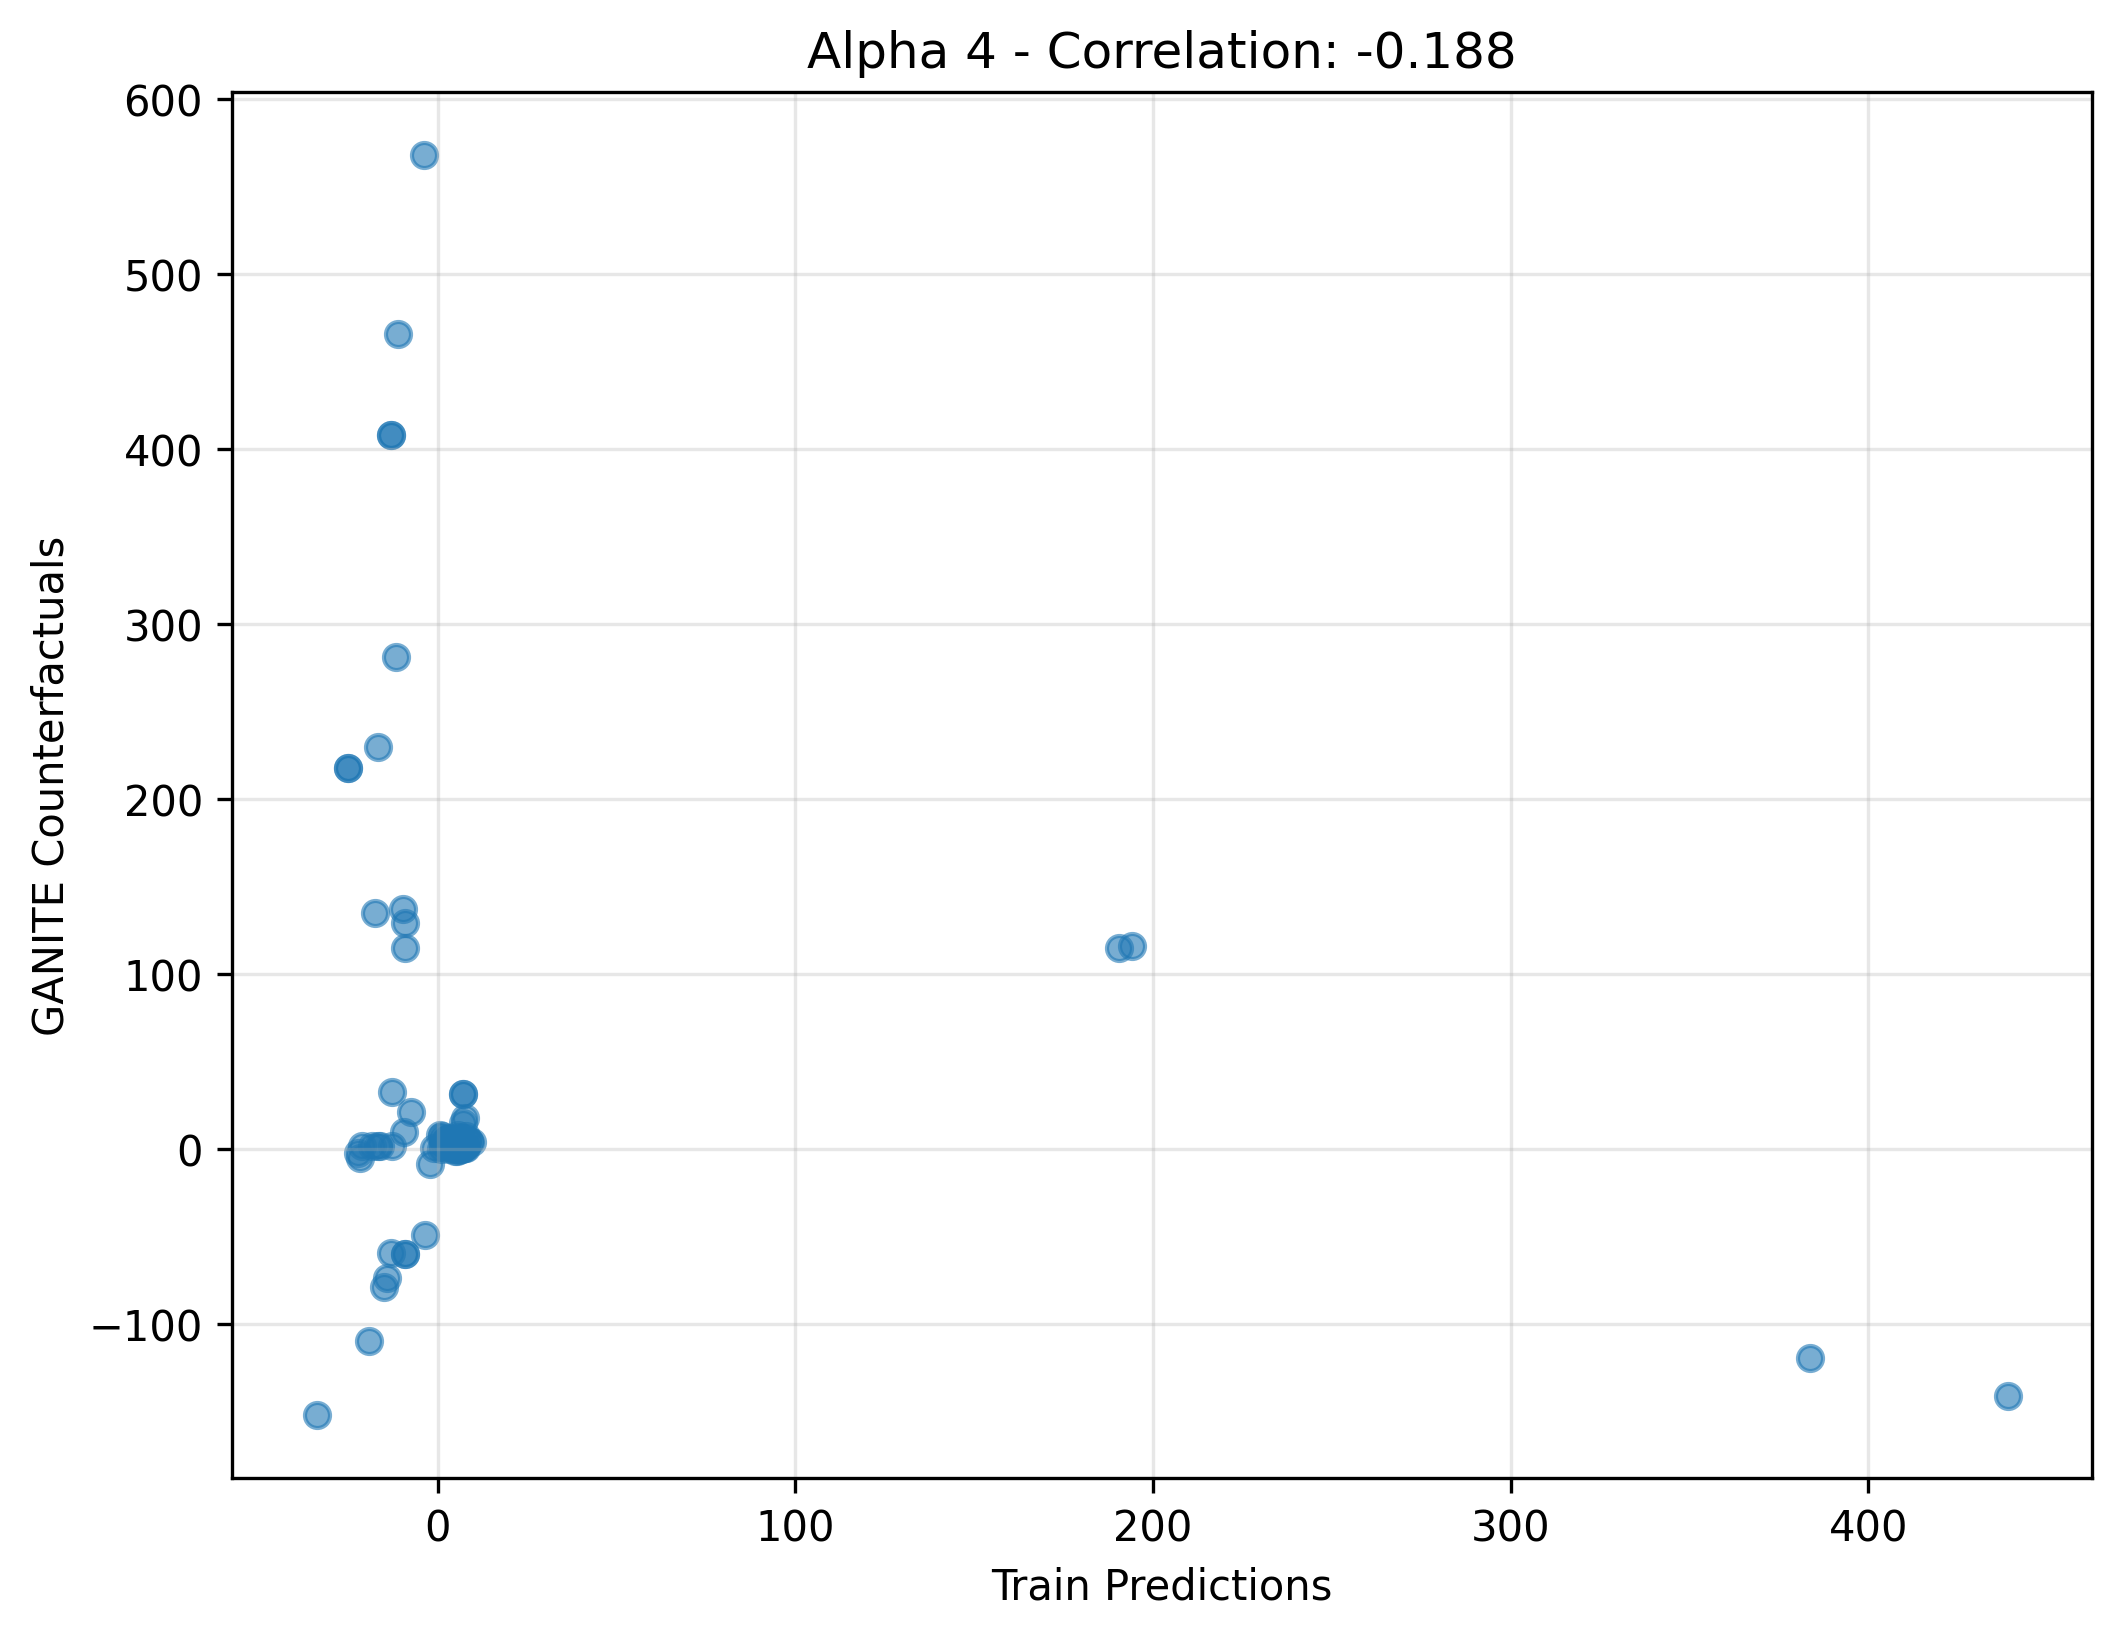 Alpha 4 - Correlation: -0.188
600
500
400
300
200
100
0
−100
GANITE Counterfactuals
0 100 200 300 400
Train Predictions